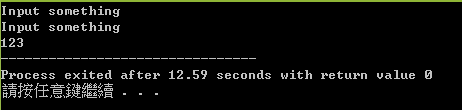 Input something
Input something
123
--------------------------------
Process exited after 12.59 seconds with return value 0
請按任意鍵繼續 . . .